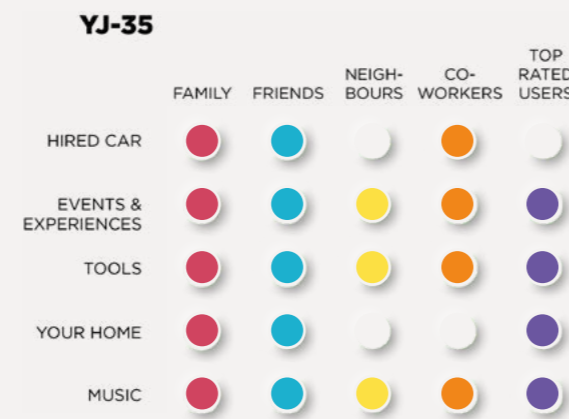 YJ-35
FAMILY
FRIENDS
NEIGH-
BOURS
CO-
WORKERS
TOP
RATED
USERS
HIRED CAR
EVENTS &
EXPERIENCES
TOOLS
YOUR HOME
MUSIC